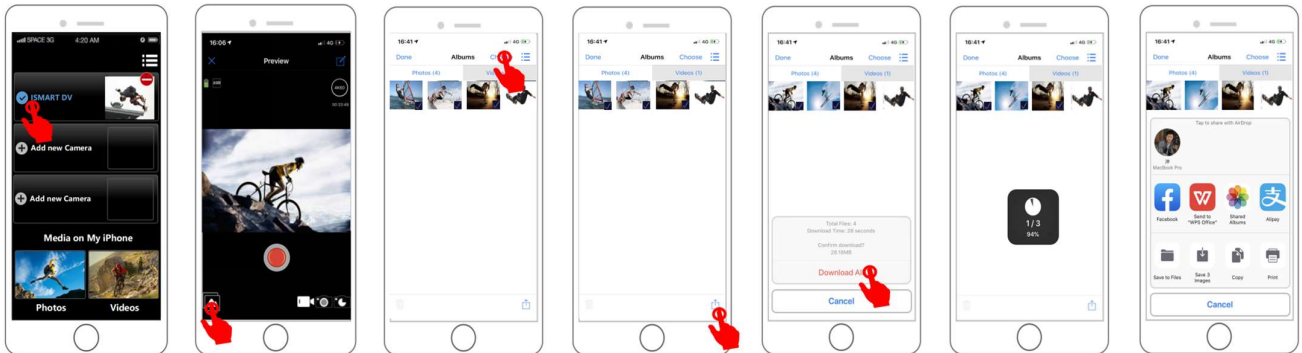 SPACE 3G
4:20 AM
ISMART DV
Add new Camera
Add new Camera
Media on My iPhone
Photos
Videos
16:06
Preview
16:41
4G
Done
Albums
Photos (4)
16:41
4G
Done
Albums
Choose
Photos (4)
Videos (1)
16:41
4G
Done
Albums
Choose
Photos (4)
Videos (1)
Total Files: 4
Confirm download?
Download All
Cancel
16:41
4G
Done
Albums
Choose
Photos (4)
Videos (1)
1 / 3
94%
16:41
4G
Done
Albums
Choose
Photos (4)
Videos (1)
Tap to share with AirDrop
MacBook Pro
Facebook
Send to
"WPS Office"
Shared
Albums
Alipay
Save to Files
Save 3
Images
Copy
Print
Cancel